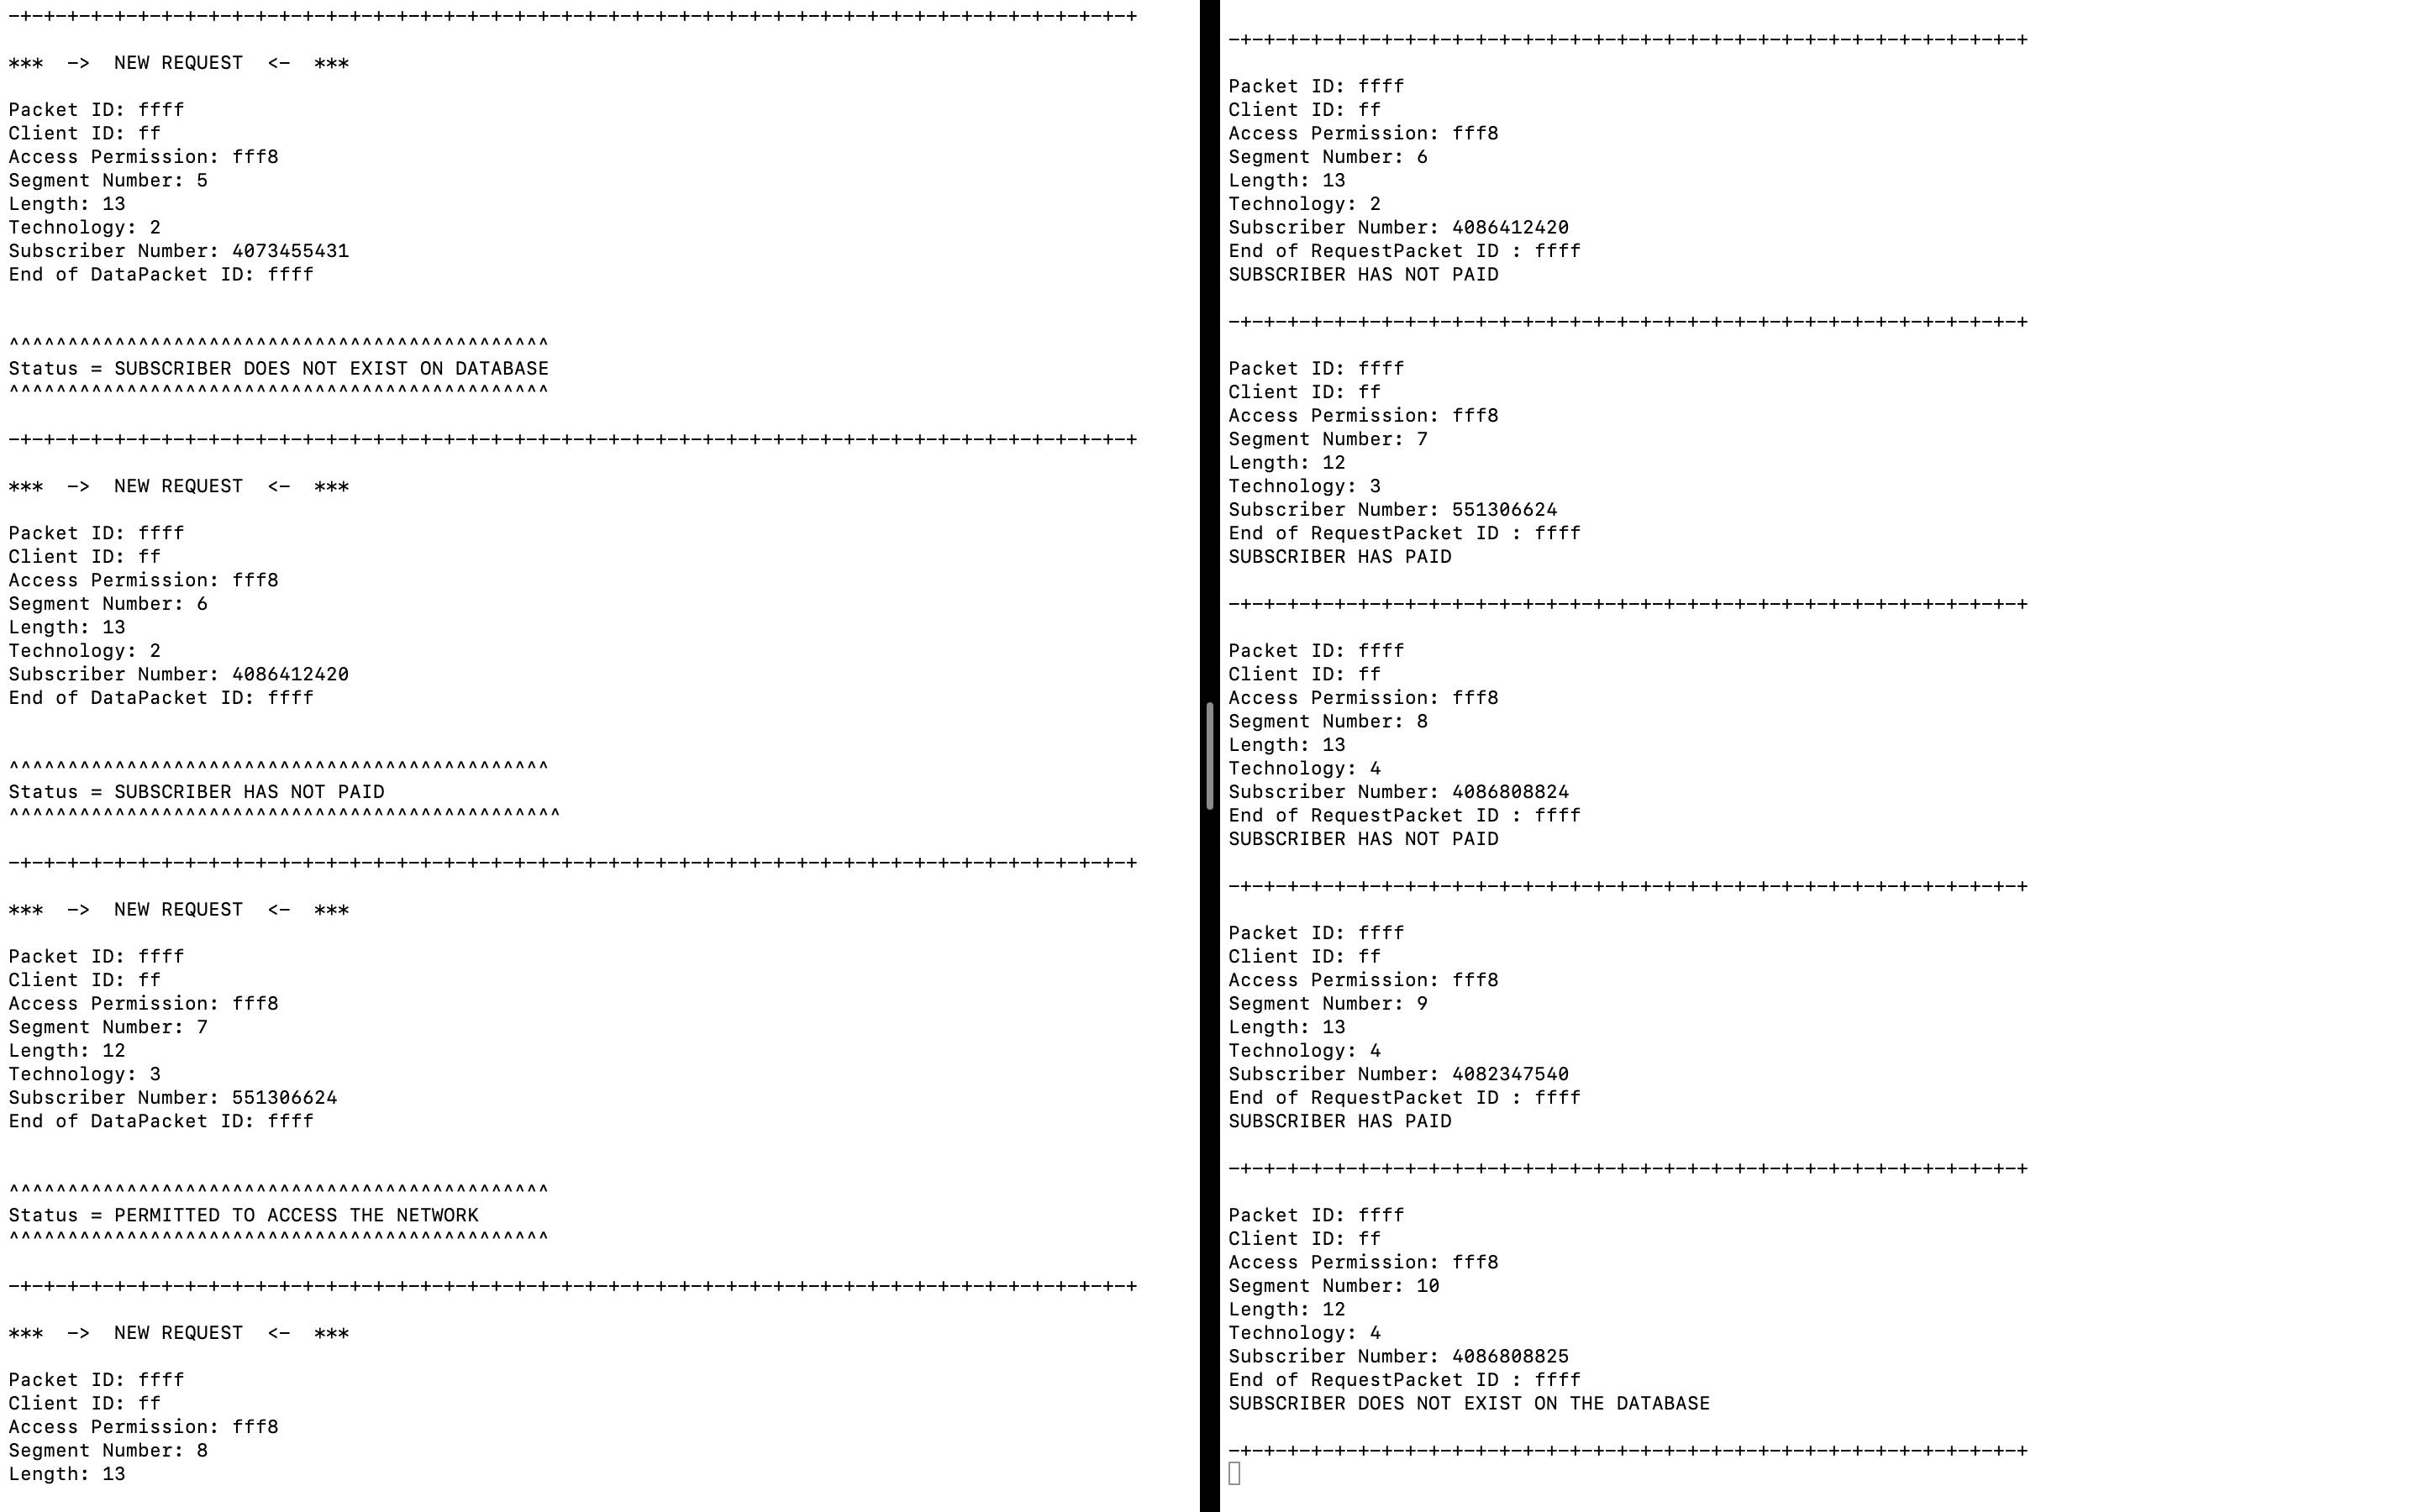 -+-+-+-+-+-+-+-+-+-+-+-+-+-+-+-+-+-+-+-+-+-+-+-+-+-+-+-+-+-+-+-+-+-+-+-+-+-+-+-+-+-+-+-+-+-+-+-+
*** -> NEW REQUEST <- ***
Packet ID: ffff
Client ID: ff
Access Permission: fff8
Segment Number: 5
Length: 13
Technology: 2
Subscriber Number: 4073455431
End of DataPacket ID: ffff
^^^^^^^^^^^^^^^^^^^^^^^^^^^^^^^^^^^^^^^^^^^^^^
Status = SUBSCRIBER DOES NOT EXIST ON DATABASE
^^^^^^^^^^^^^^^^^^^^^^^^^^^^^^^^^^^^^^^^^^^^^^
-+-+-+-+-+-+-+-+-+-+-+-+-+-+-+-+-+-+-+-+-+-+-+-+-+-+-+-+-+-+-+-+-+-+-+-+-+-+-+-+-+-+-+-+-+-+-+-+
*** -> NEW REQUEST <- ***
Packet ID: ffff
Client ID: ff
Access Permission: fff8
Segment Number: 6
Length: 13
Technology: 2
Subscriber Number: 4086412420
End of DataPacket ID: ffff
^^^^^^^^^^^^^^^^^^^^^^^^^^^^^^^^^^^^^^^^^^^^^^
Status = SUBSCRIBER HAS NOT PAID
^^^^^^^^^^^^^^^^^^^^^^^^^^^^^^^^^^^^^^^^^^^^^^^
-+-+-+-+-+-+-+-+-+-+-+-+-+-+-+-+-+-+-+-+-+-+-+-+-+-+-+-+-+-+-+-+-+-+-+-+-+-+-+-+-+-+-+-+-+-+-+-+
*** -> NEW REQUEST <- ***
Packet ID: ffff
Client ID: ff
Access Permission: fff8
Segment Number: 7
Length: 12
Technology: 3
Subscriber Number: 551306624
End of DataPacket ID: ffff
^^^^^^^^^^^^^^^^^^^^^^^^^^^^^^^^^^^^^^^^^^^^^^
Status = PERMITTED TO ACCESS THE NETWORK
^^^^^^^^^^^^^^^^^^^^^^^^^^^^^^^^^^^^^^^^^^^^^^
-+-+-+-+-+-+-+-+-+-+-+-+-+-+-+-+-+-+-+-+-+-+-+-+-+-+-+-+-+-+-+-+-+-+-+-+-+-+-+-+-+-+-+-+-+-+-+-+
*** -> NEW REQUEST <- ***
Packet ID: ffff
Client ID: ff
Access Permission: fff8
Segment Number: 8
Length: 13
-+-+-+-+-+-+-+-+-+-+-+-+-+-+-+-+-+-+-+-+-+-+-+-+-+-+-+-+-+-+-+-+-+-+
Packet ID: ffff
Client ID: ff
Access Permission: fff8
Segment Number: 6
Length: 13
Technology: 2
Subscriber Number: 4086412420
End of RequestPacket ID : ffff
SUBSCRIBER HAS NOT PAID
-+-+-+-+-+-+-+-+-+-+-+-+-+-+-+-+-+-+-+-+-+-+-+-+-+-+-+-+-+-+-+-+-+-+
Packet ID: ffff
Client ID: ff
Access Permission: fff8
Segment Number: 7
Length: 12
Technology: 3
Subscriber Number: 551306624
End of RequestPacket ID : ffff
SUBSCRIBER HAS PAID
-+-+-+-+-+-+-+-+-+-+-+-+-+-+-+-+-+-+-+-+-+-+-+-+-+-+-+-+-+-+-+-+-+-+
Packet ID: ffff
Client ID: ff
Access Permission: fff8
Segment Number: 8
Length: 13
Technology: 4
Subscriber Number: 4086808824
End of RequestPacket ID : ffff
SUBSCRIBER HAS NOT PAID
-+-+-+-+-+-+-+-+-+-+-+-+-+-+-+-+-+-+-+-+-+-+-+-+-+-+-+-+-+-+-+-+-+-+
Packet ID: ffff
Client ID: ff
Access Permission: fff8
Segment Number: 9
Length: 13
Technology: 4
Subscriber Number: 4082347540
End of RequestPacket ID : ffff
SUBSCRIBER HAS PAID
-+-+-+-+-+-+-+-+-+-+-+-+-+-+-+-+-+-+-+-+-+-+-+-+-+-+-+-+-+-+-+-+-+-+
Packet ID: ffff
Client ID: ff
Access Permission: fff8
Segment Number: 10
Length: 12
Technology: 4
Subscriber Number: 4086808825
End of RequestPacket ID : ffff
SUBSCRIBER DOES NOT EXIST ON THE DATABASE
-+-+-+-+-+-+-+-+-+-+-+-+-+-+-+-+-+-+-+-+-+-+-+-+-+-+-+-+-+-+-+-+-+-+